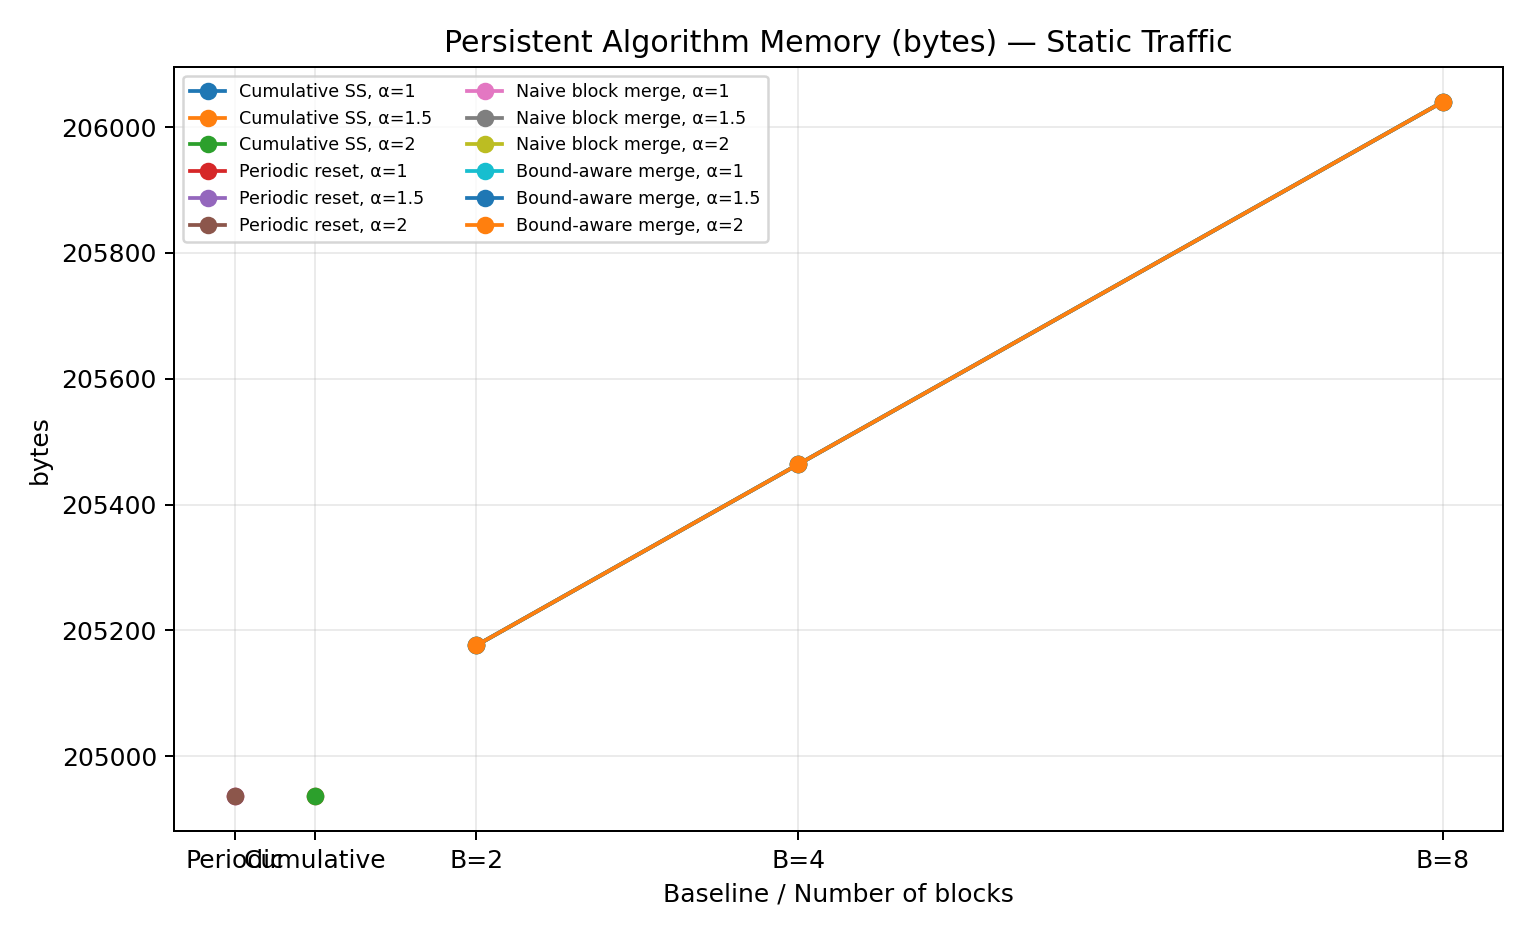 Persistent Algorithm Memory (bytes) — Static Traffic
Cumulative SS, α=1
Cumulative SS, α=1.5
Cumulative SS, α=2
Periodic reset, α=1
Periodic reset, α=1.5
Periodic reset, α=2
Naive block merge, α=1
Naive block merge, α=1.5
Naive block merge, α=2
Bound-aware merge, α=1
Bound-aware merge, α=1.5
Bound-aware merge, α=2
206000
205800
205600
205400
205200
205000
bytes
Periodic
Cumulative
B=2
B=4
B=8
Baseline / Number of blocks